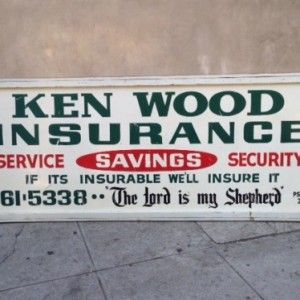 KEN WOOD
INSURANCE
SERVICE SAVINGS SECURITY
IF ITS INSURABLE WE'LL INSURE IT
61-5338 •• "The Lord is my Shepherd"